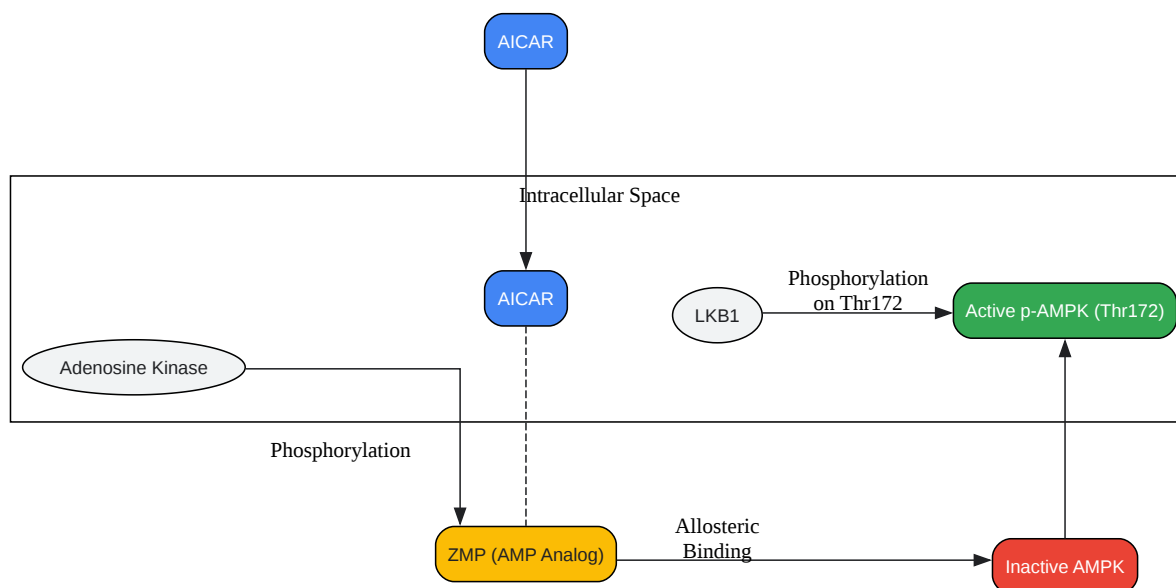 AICAR
Intracellular Space
AICAR
Phosphorylation
on Thr172
LKB1
Active p-AMPK (Thr172)
Adenosine Kinase
Phosphorylation
Allosteric
Binding
ZMP (AMP Analog)
Inactive AMPK